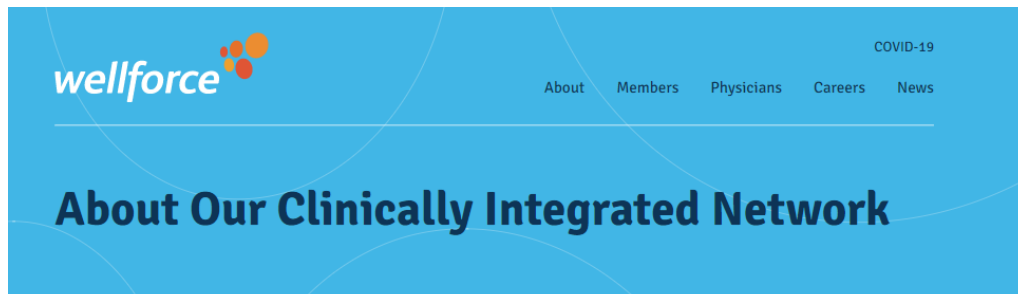 wellforce
COVID-19
About Members Physicians Careers News
About Our Clinically Integrated Network